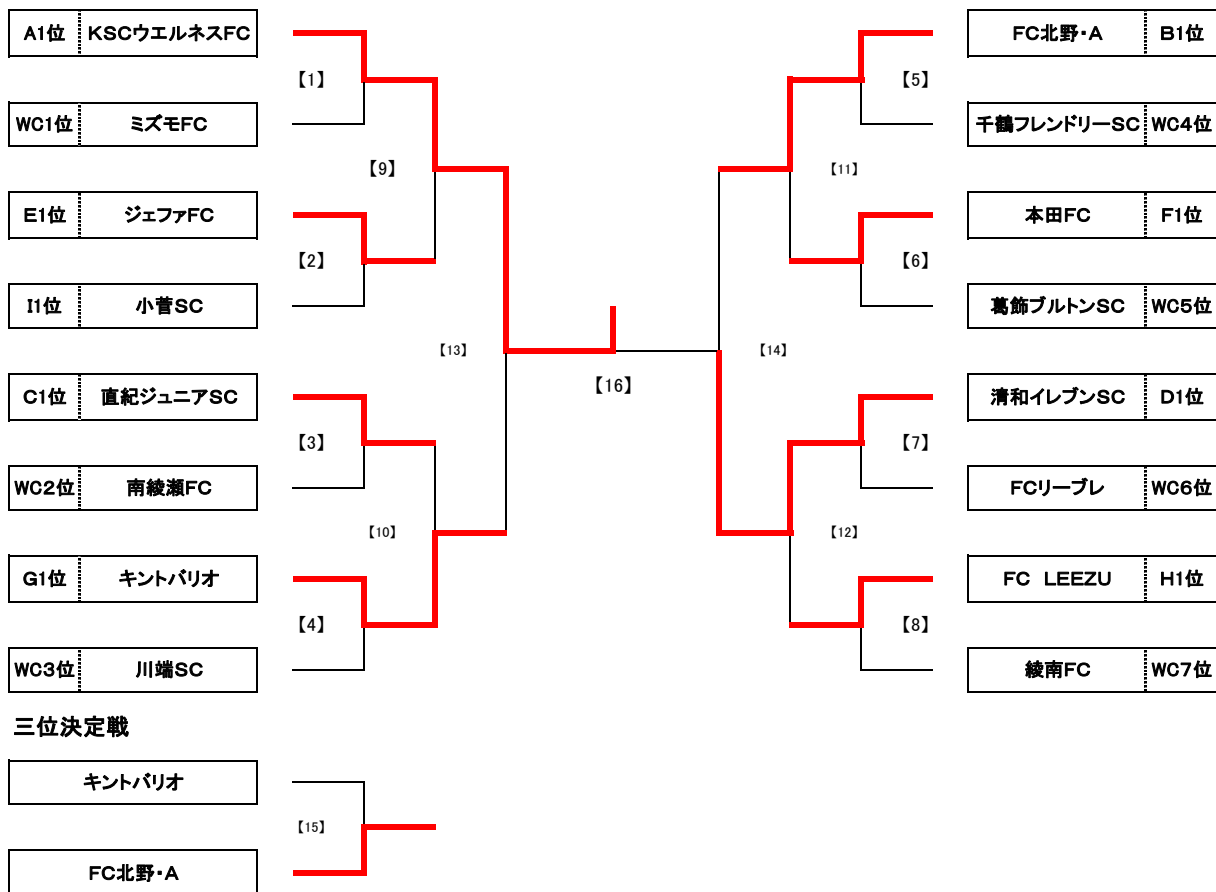 A1位 KSCウエルネスFC
【1】
WC1位 ミズモFC
【9】
E1位 ジェファFC
【2】
I1位 小菅SC
【13】
C1位 直紀ジュニアSC
【3】
WC2位 南綾瀬FC
【10】
G1位 キントバリオ
【4】
WC3位 川端SC
【16】
FC北野・A B1位
【5】
千鶴フレンドリーSC WC4位
【11】
本田FC F1位
【6】
葛飾ブルトンSC WC5位
【14】
清和イレブンSC D1位
【7】
FCリーブレ WC6位
【12】
FC LEEZU H1位
【8】
綾南FC WC7位
三位決定戦
キントバリオ
【15】
FC北野・A